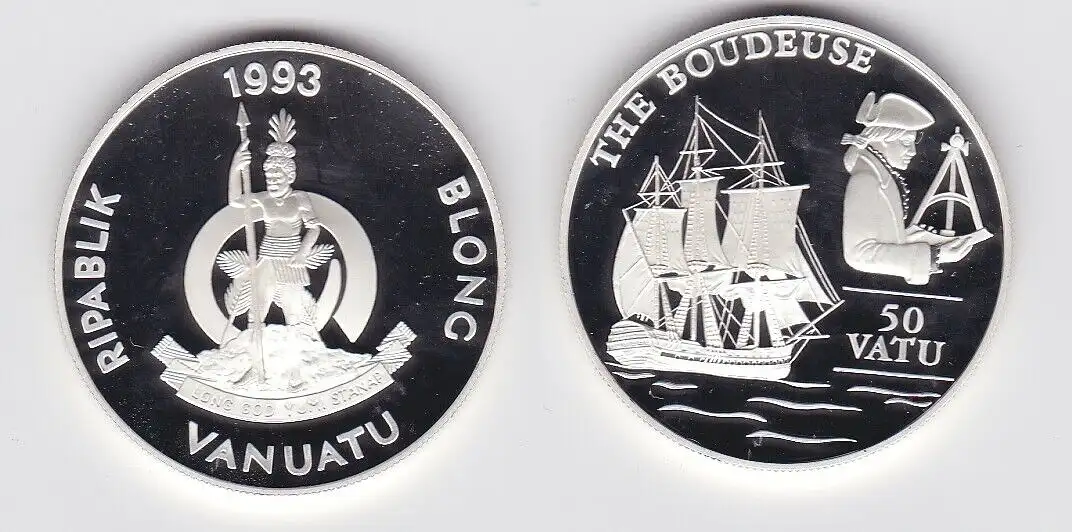 1993
RIPABLIK BLONG
VANUATU
LONG GOD YUMI STANAP
THE BOUDEUSE
50
VATU